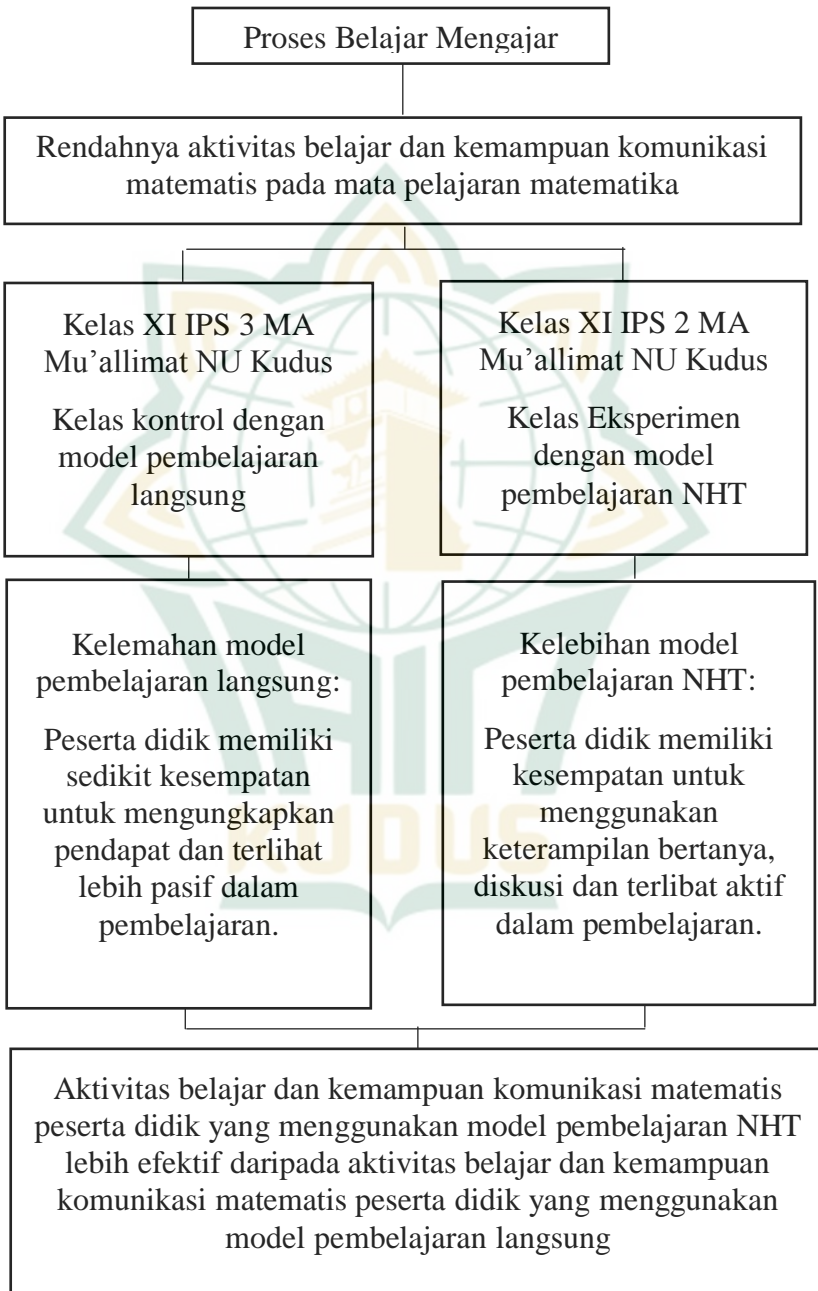 Proses Belajar Mengajar
Rendahnya aktivitas belajar dan kemampuan komunikasi
matematis pada mata pelajaran matematika
Kelas XI IPS 3 MA
Mu’allimat NU Kudus
Kelas kontrol dengan
model pembelajaran
langsung
Kelas XI IPS 2 MA
Mu’allimat NU Kudus
Kelas Eksperimen
dengan model
pembelajaran NHT
Kelemahan model
pembelajaran langsung:
Peserta didik memiliki
sedikit kesempatan
untuk mengungkapkan
pendapat dan terlihat
lebih pasif dalam
pembelajaran.
Kelebihan model
pembelajaran NHT:
Peserta didik memiliki
kesempatan untuk
menggunakan
keterampilan bertanya,
diskusi dan terlibat aktif
dalam pembelajaran.
KUDUS
Aktivitas belajar dan kemampuan komunikasi matematis
peserta didik yang menggunakan model pembelajaran NHT
lebih efektif daripada aktivitas belajar dan kemampuan
komunikasi matematis peserta didik yang menggunakan
model pembelajaran langsung